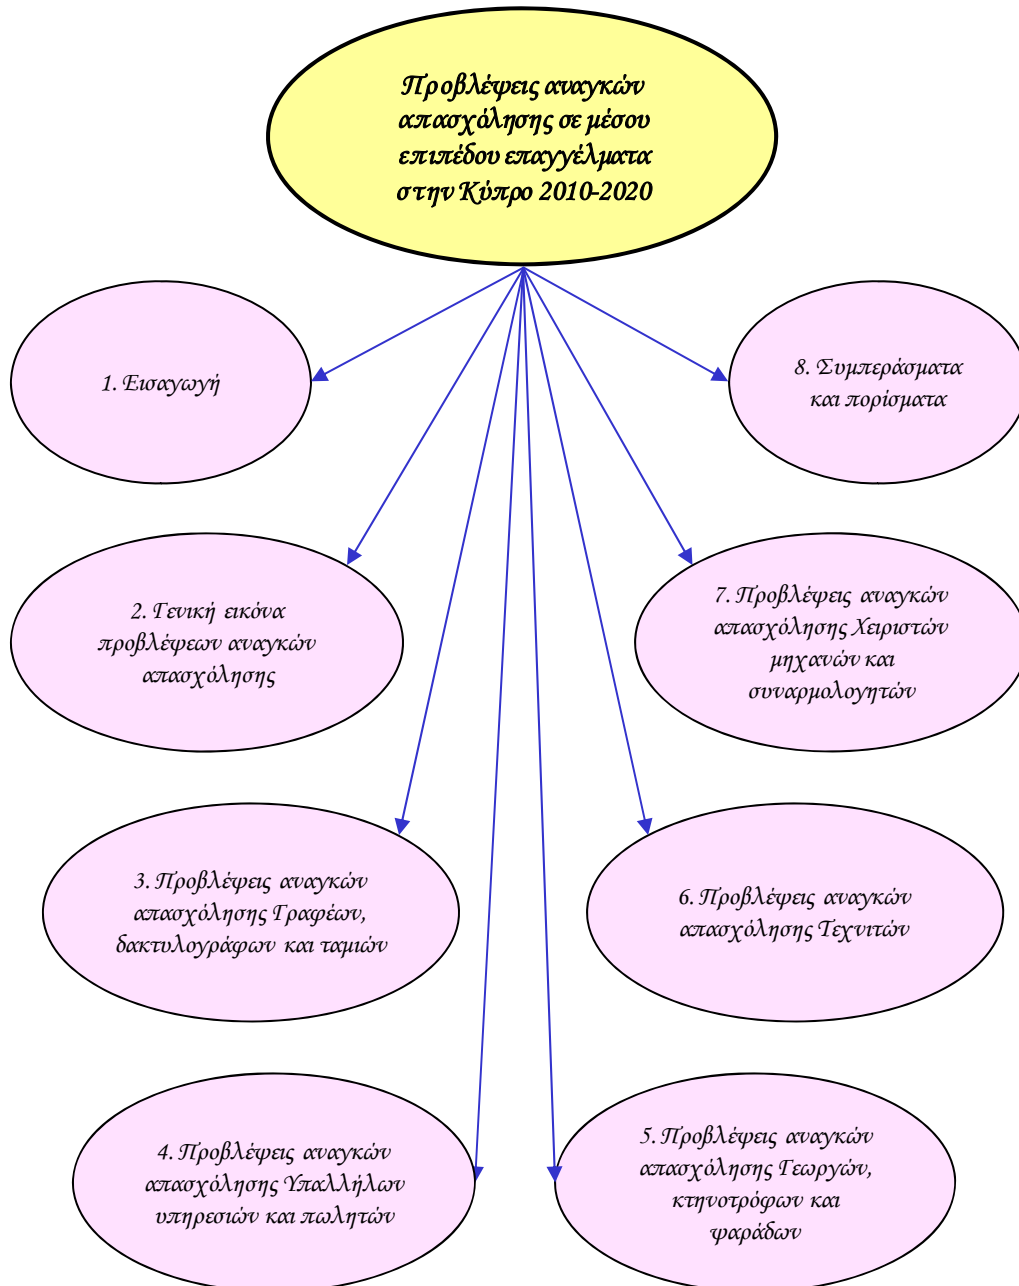 Προβλέψεις αναγκών
απασχόλησης σε μέσου
επιπέδου επαγγέλματα
στην Κύπρο 2010-2020
1. Εισαγωγή
2. Γενική εικόνα
προβλέψεων αναγκών
απασχόλησης
3. Προβλέψεις αναγκών
απασχόλησης Γραφέων,
δακτυλογράφων και ταμιών
4. Προβλέψεις αναγκών
απασχόλησης Υπαλλήλων
υπηρεσιών και πωλητών
5. Προβλέψεις αναγκών
απασχόλησης Γεωργών,
κτηνοτρόφων και
ψαράδων
6. Προβλέψεις αναγκών
απασχόλησης Τεχνιτών
7. Προβλέψεις αναγκών
απασχόλησης Χειριστών
μηχανών και
συναρμολογητών
8. Συμπεράσματα
και πορίσματα